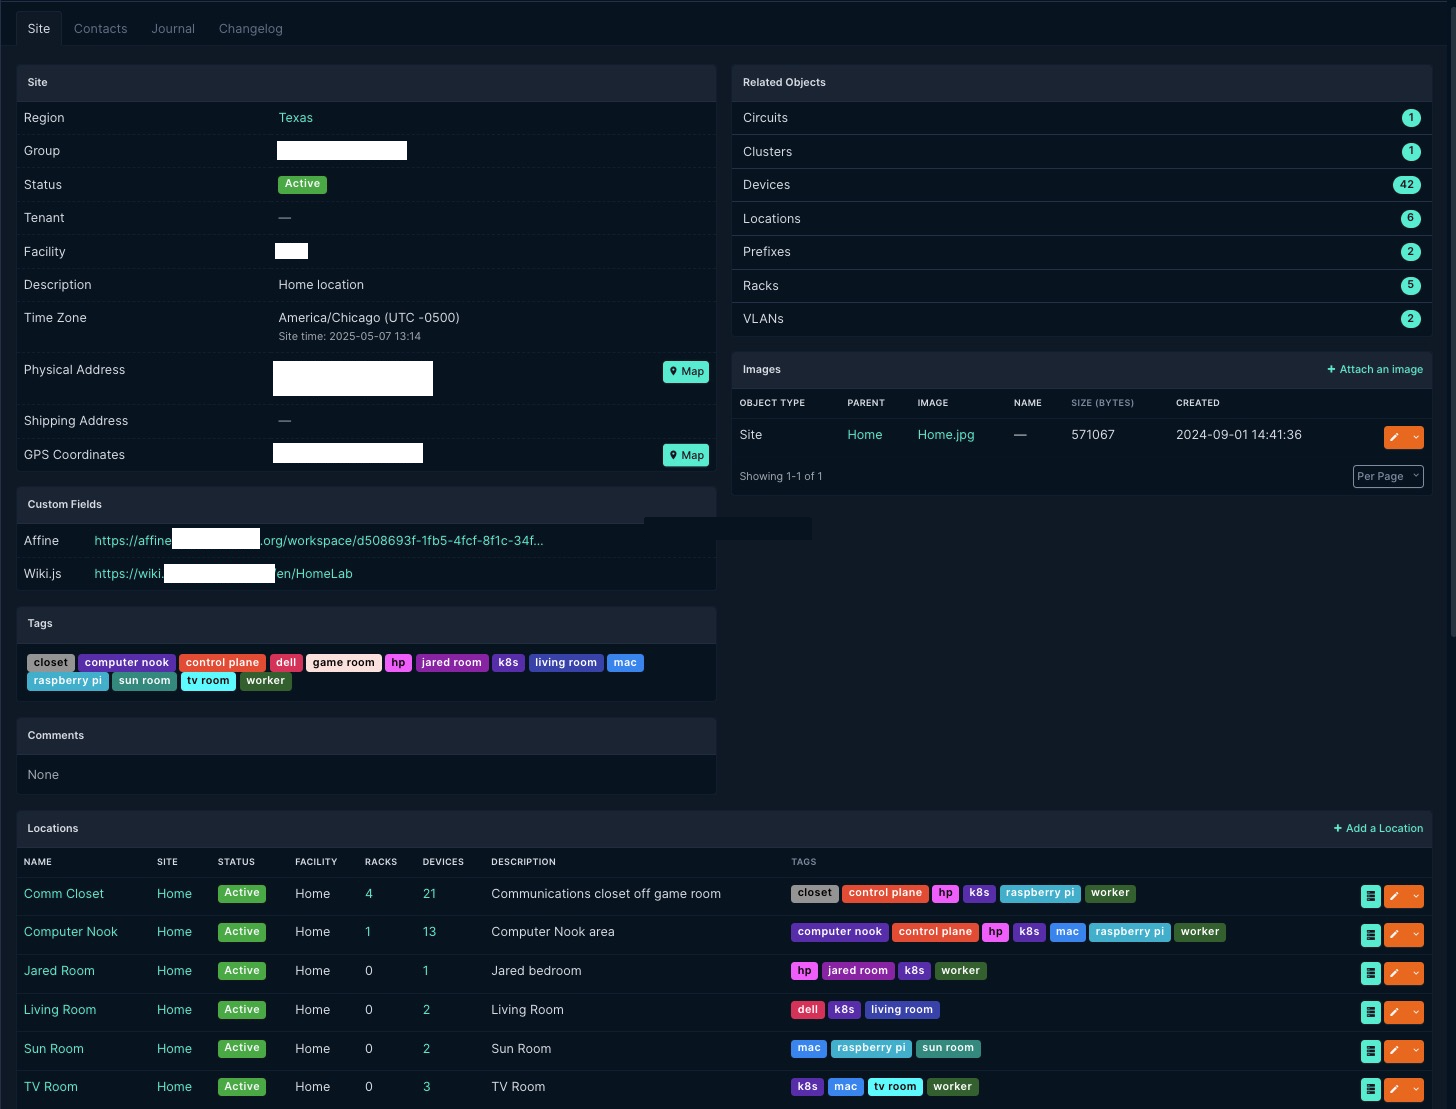 Site Contacts Journal Changelog
Site
Region Texas
Group
Status Active
Tenant —
Facility
Description Home location
Time Zone America/Chicago (UTC -0500)
Site time: 2025-05-07 13:14
Physical Address Map
Shipping Address —
GPS Coordinates Map
Custom Fields
Affine https://affine .org/workspace/d508693f-1fb5-4fcf-8f1c-34f...
Wiki.js https://wiki. en/HomeLab
Tags
closet computer nook control plane dell game room hp jared room k8s living room mac
raspberry pi sun room tv room worker
Comments
None
Related Objects
Circuits 1
Clusters 1
Devices 42
Locations 6
Prefixes 2
Racks 5
VLANs 2
Images + Attach an image
OBJECT TYPE PARENT IMAGE NAME SIZE (BYTES) CREATED
Site Home Home.jpg — 571067 2024-09-01 14:41:36
Showing 1-1 of 1 Per Page
Locations + Add a Location
NAME SITE STATUS FACILITY RACKS DEVICES DESCRIPTION TAGS
Comm Closet Home Active Home 4 21 Communications closet off game room closet control plane hp k8s raspberry pi worker
Computer Nook Home Active Home 1 13 Computer Nook area computer nook control plane hp k8s mac raspberry pi worker
Jared Room Home Active Home 0 1 Jared bedroom hp jared room k8s worker
Living Room Home Active Home 0 2 Living Room dell k8s living room
Sun Room Home Active Home 0 2 Sun Room mac raspberry pi sun room
TV Room Home Active Home 0 3 TV Room k8s mac tv room worker